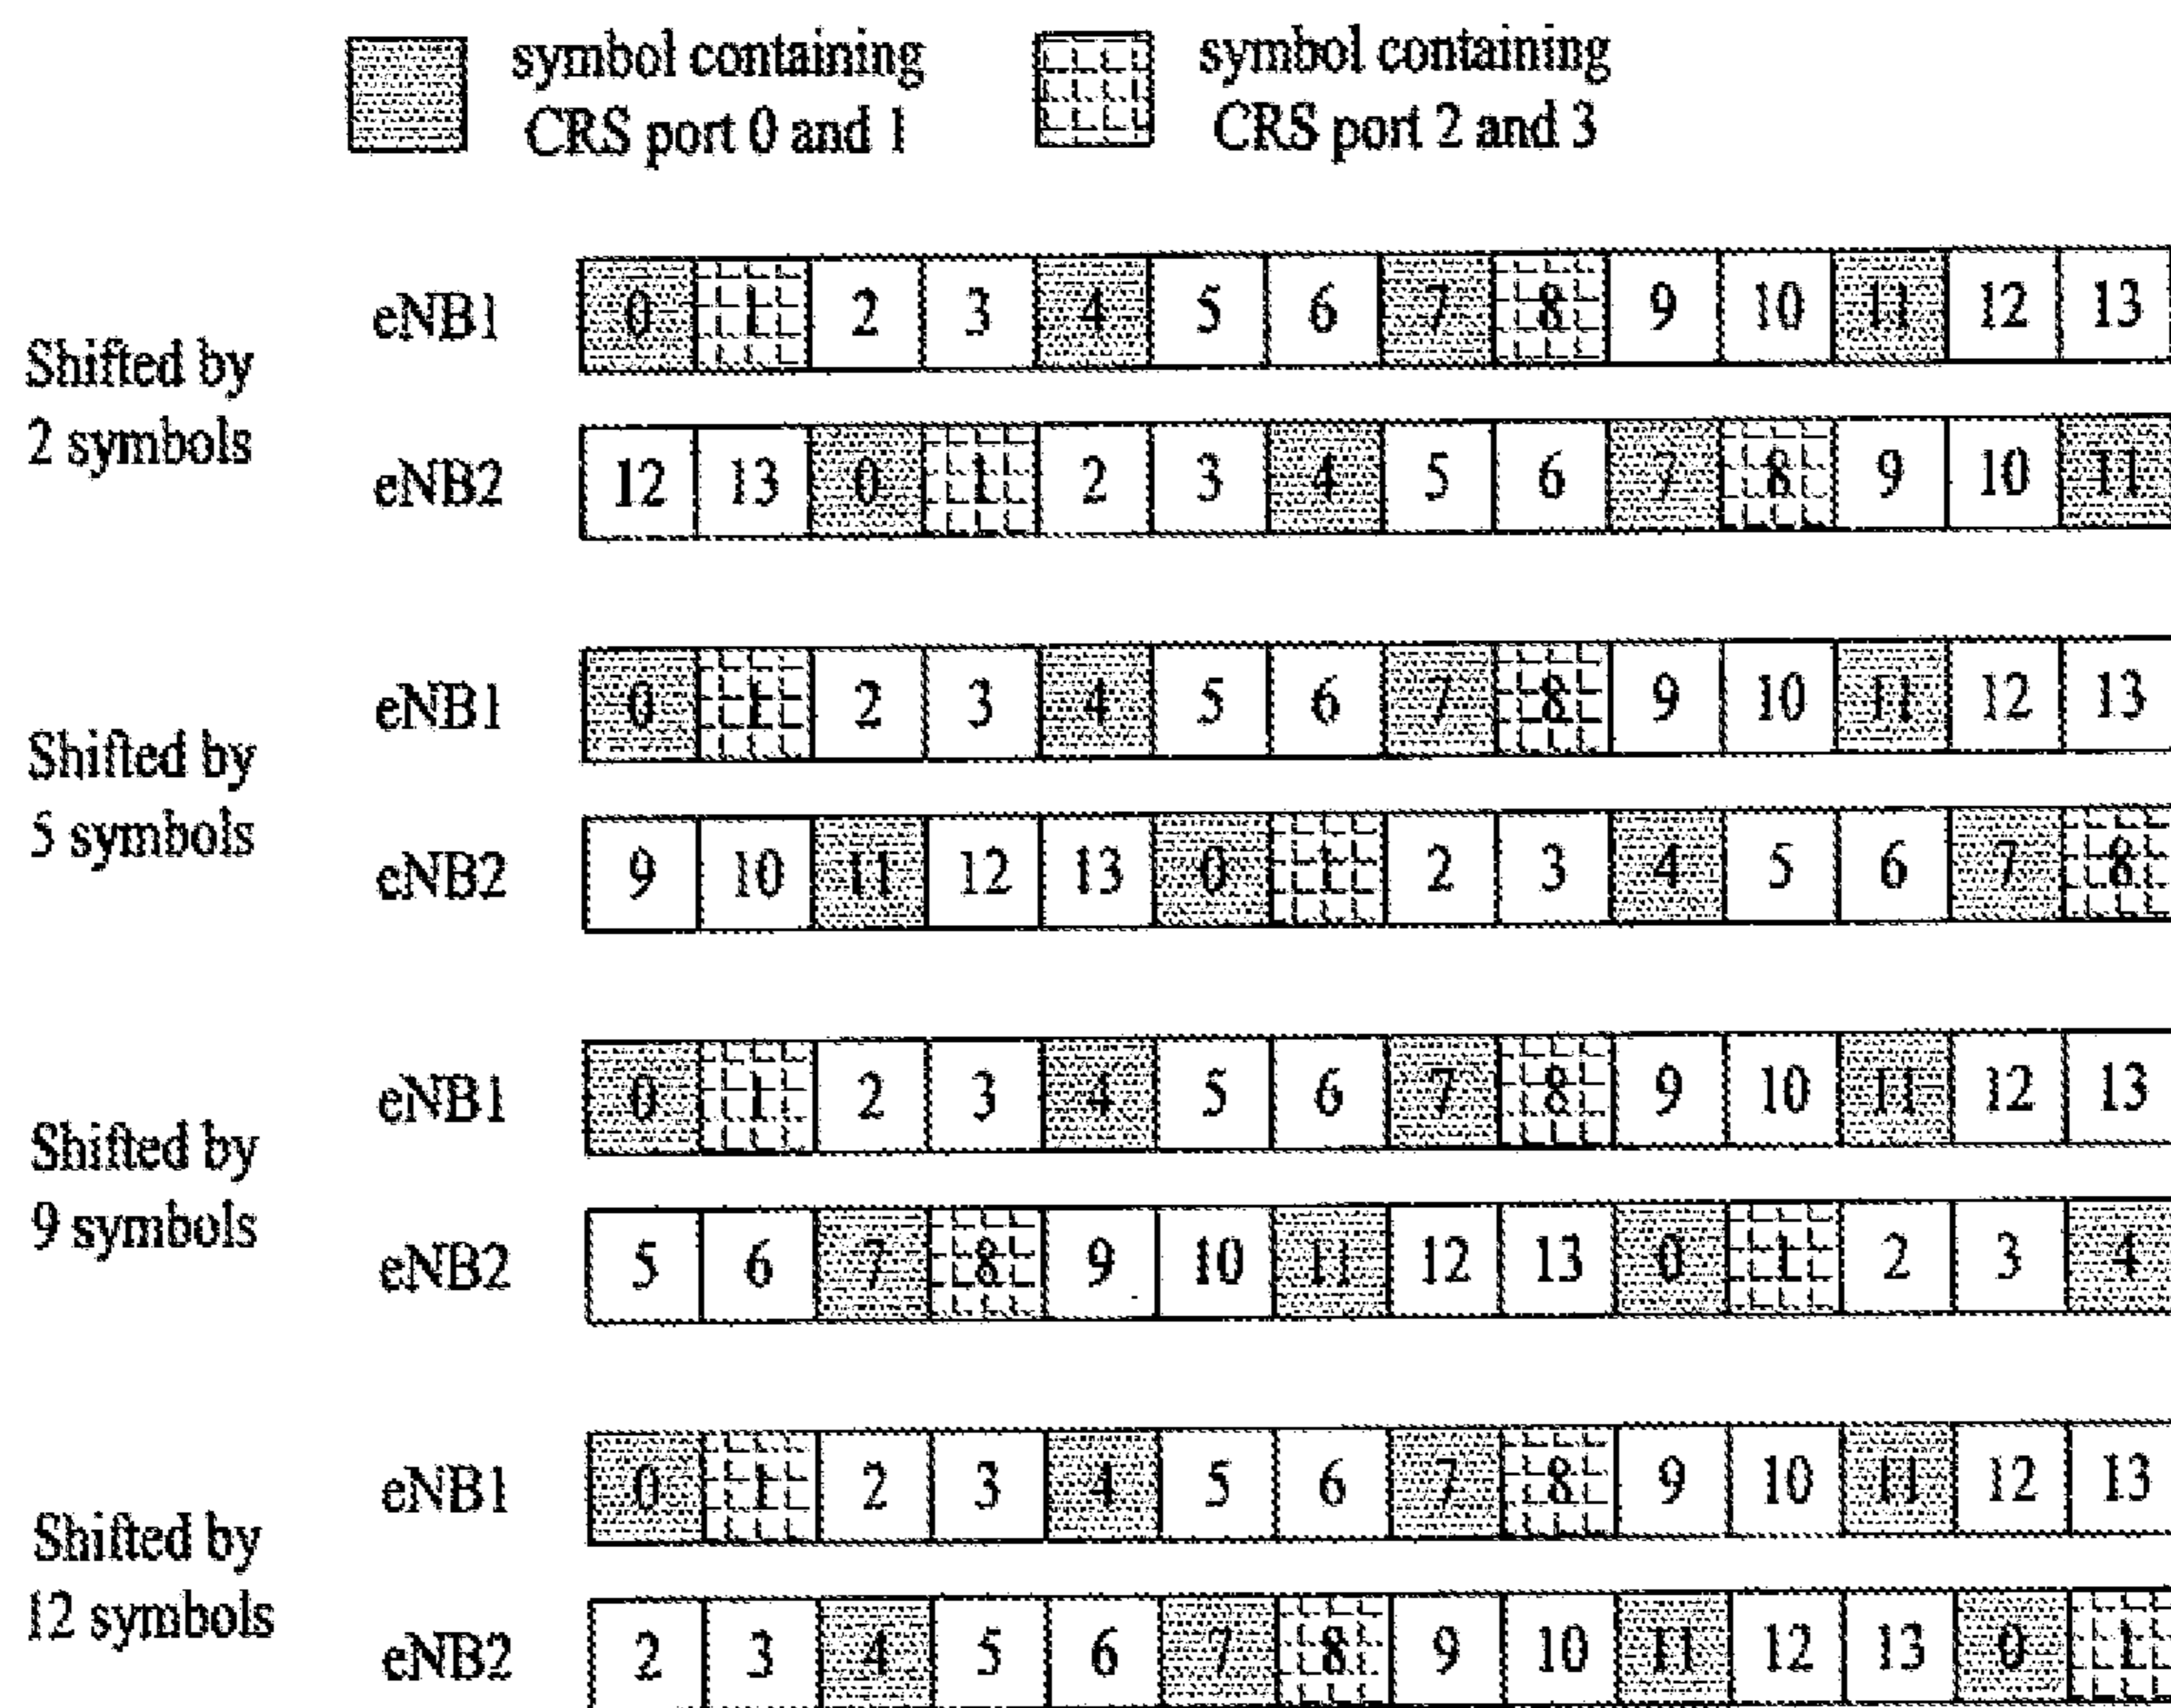 symbol containing
CRS port 0 and 1
symbol containing
CRS port 2 and 3
Shifted by
2 symbols
eNB1
0 1 2 3 4 5 6 7 8 9 10 11 12 13
eNB2
12 13 0 1 2 3 4 5 6 7 8 9 10 11
Shifted by
5 symbols
eNB1
0 1 2 3 4 5 6 7 8 9 10 11 12 13
eNB2
9 10 11 12 13 0 1 2 3 4 5 6 7 8
Shifted by
9 symbols
eNB1
0 1 2 3 4 5 6 7 8 9 10 11 12 13
eNB2
5 6 7 8 9 10 11 12 13 0 1 2 3 4
Shifted by
12 symbols
eNB1
0 1 2 3 4 5 6 7 8 9 10 11 12 13
eNB2
2 3 4 5 6 7 8 9 10 11 12 13 0 1